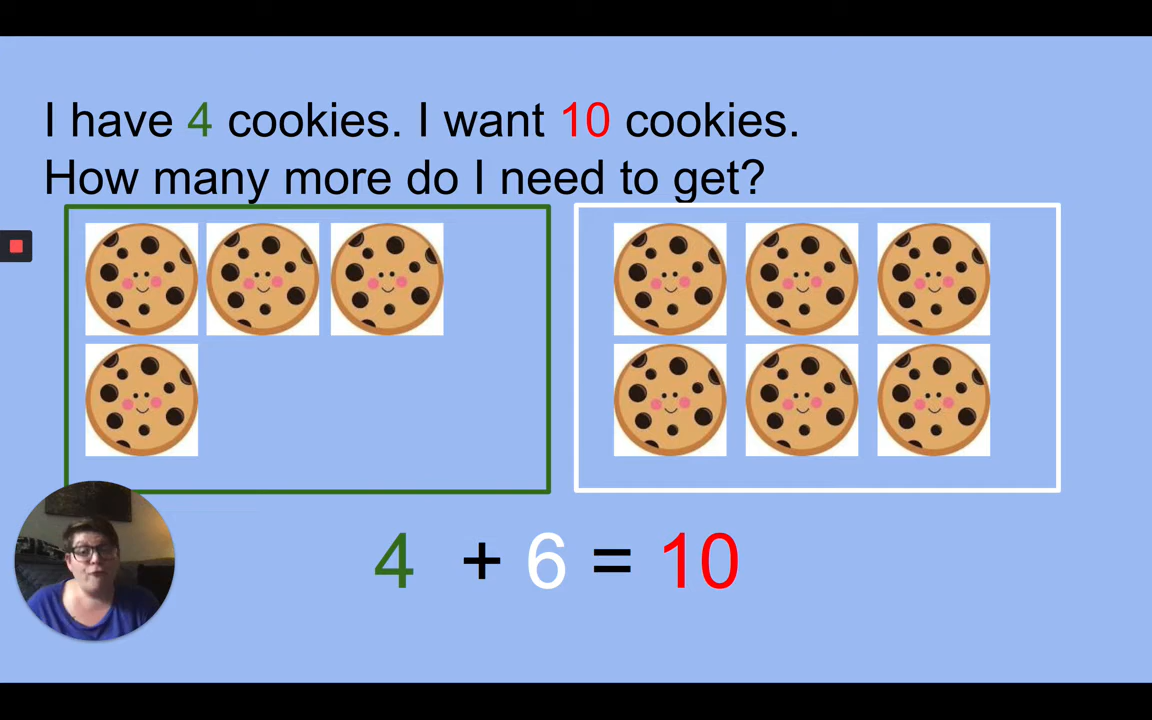 I have 4 cookies. I want 10 cookies.
How many more do I need to get?
4 + 6 = 10